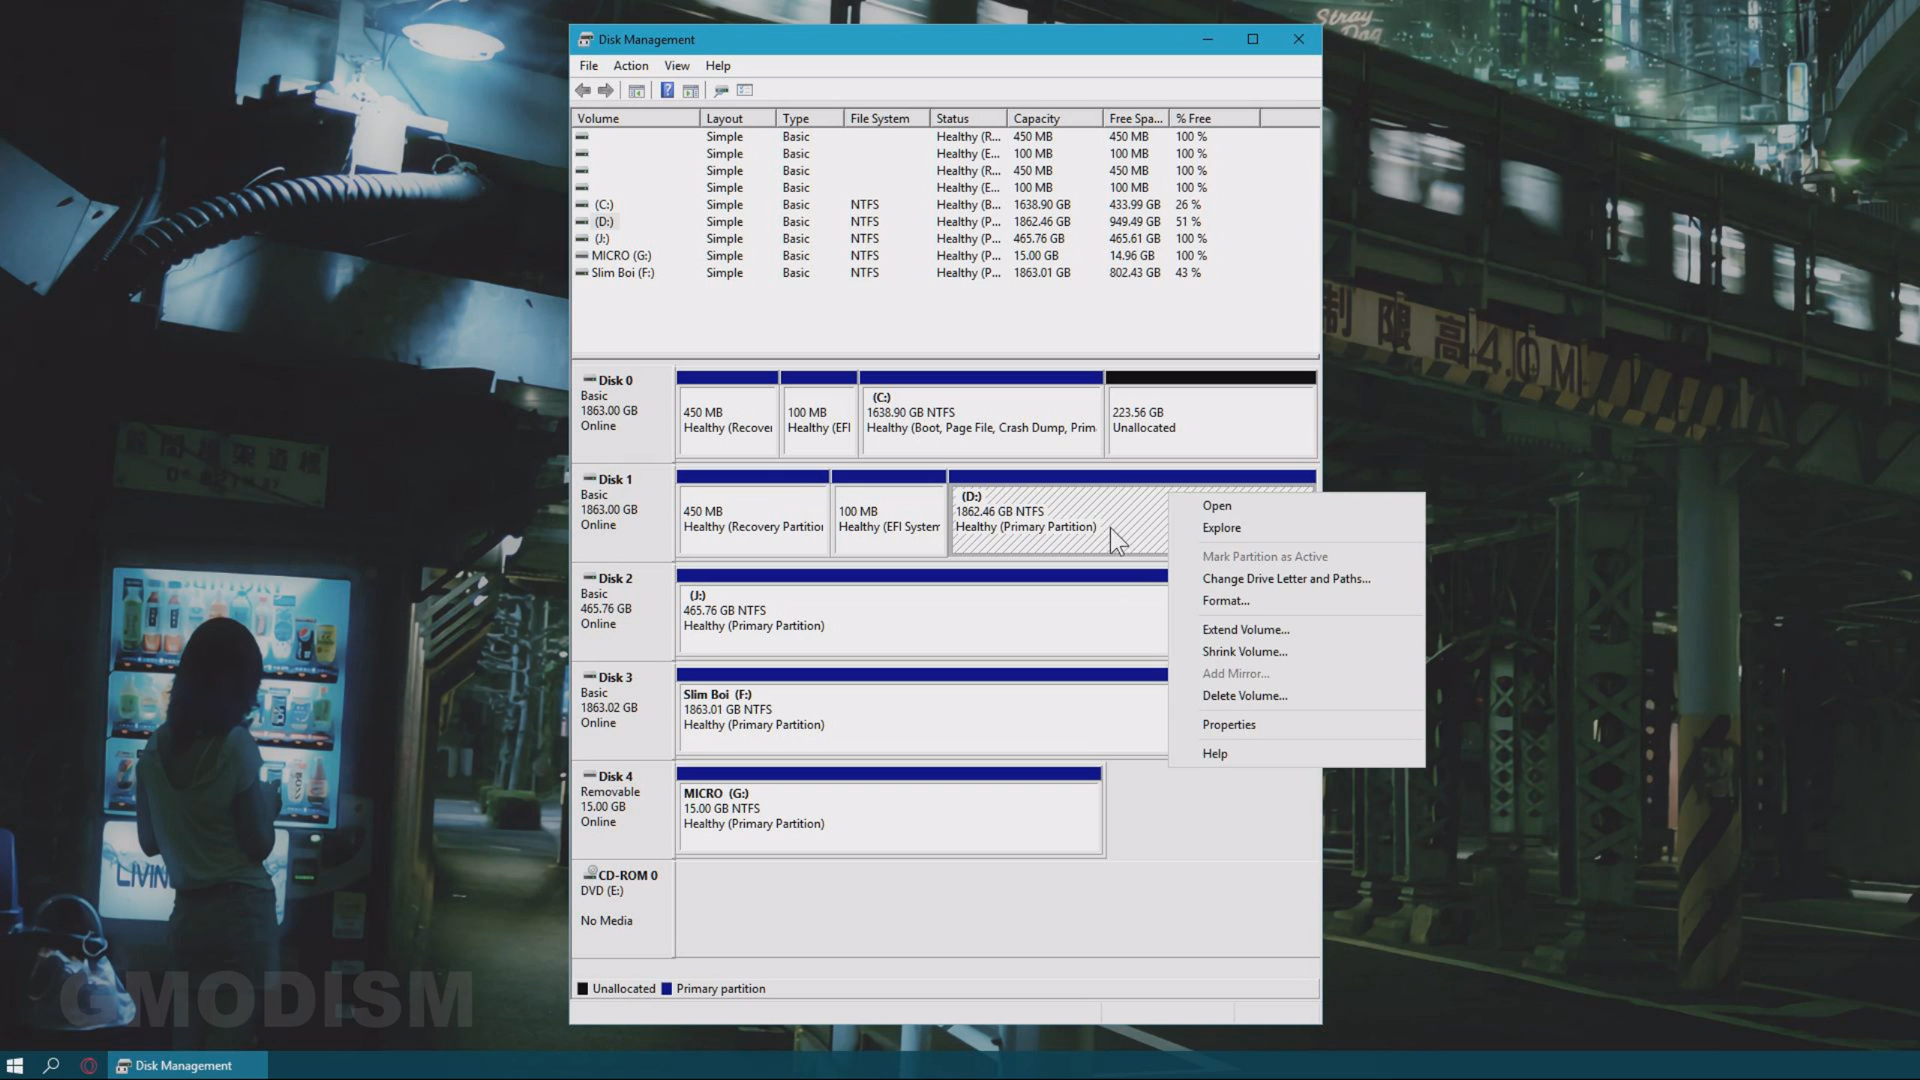 Stray
Dog
Disk Management
File Action View Help
Volume Layout Type File System Status Capacity Free Spa... % Free
Simple Basic Healthy (R... 450 MB 450 MB 100 %
Simple Basic Healthy (E... 100 MB 100 MB 100 %
Simple Basic Healthy (R... 450 MB 450 MB 100 %
Simple Basic Healthy (E... 100 MB 100 MB 100 %
(C:) Simple Basic NTFS Healthy (B... 1638.90 GB 433.99 GB 26 %
(D:) Simple Basic NTFS Healthy (P... 1862.46 GB 949.49 GB 51 %
(J:) Simple Basic NTFS Healthy (P... 465.76 GB 465.61 GB 100 %
MICRO (G:) Simple Basic NTFS Healthy (P... 15.00 GB 14.96 GB 100 %
Slim Boi (F:) Simple Basic NTFS Healthy (P... 1863.01 GB 802.43 GB 43 %
制限高4.0M
Disk 0
Basic
1863.00 GB
Online
450 MB
Healthy (Recover
100 MB
Healthy (EFI
(C:)
1638.90 GB NTFS
Healthy (Boot, Page File, Crash Dump, Prim
223.56 GB
Unallocated
Disk 1
Basic
1863.00 GB
Online
450 MB
Healthy (Recovery Partition
100 MB
Healthy (EFI System
(D:)
1862.46 GB NTFS
Healthy (Primary Partition)
Open
Explore
Mark Partition as Active
Change Drive Letter and Paths...
Format...
Extend Volume...
Shrink Volume...
Add Mirror...
Delete Volume...
Properties
Help
Disk 2
Basic
465.76 GB
Online
(J:)
465.76 GB NTFS
Healthy (Primary Partition)
Disk 3
Basic
1863.02 GB
Online
Slim Boi (F:)
1863.01 GB NTFS
Healthy (Primary Partition)
Disk 4
Removable
15.00 GB
Online
MICRO (G:)
15.00 GB NTFS
Healthy (Primary Partition)
CD-ROM 0
DVD (E:)
No Media
Unallocated Primary partition
LIVIN
GMODISM
Disk Management